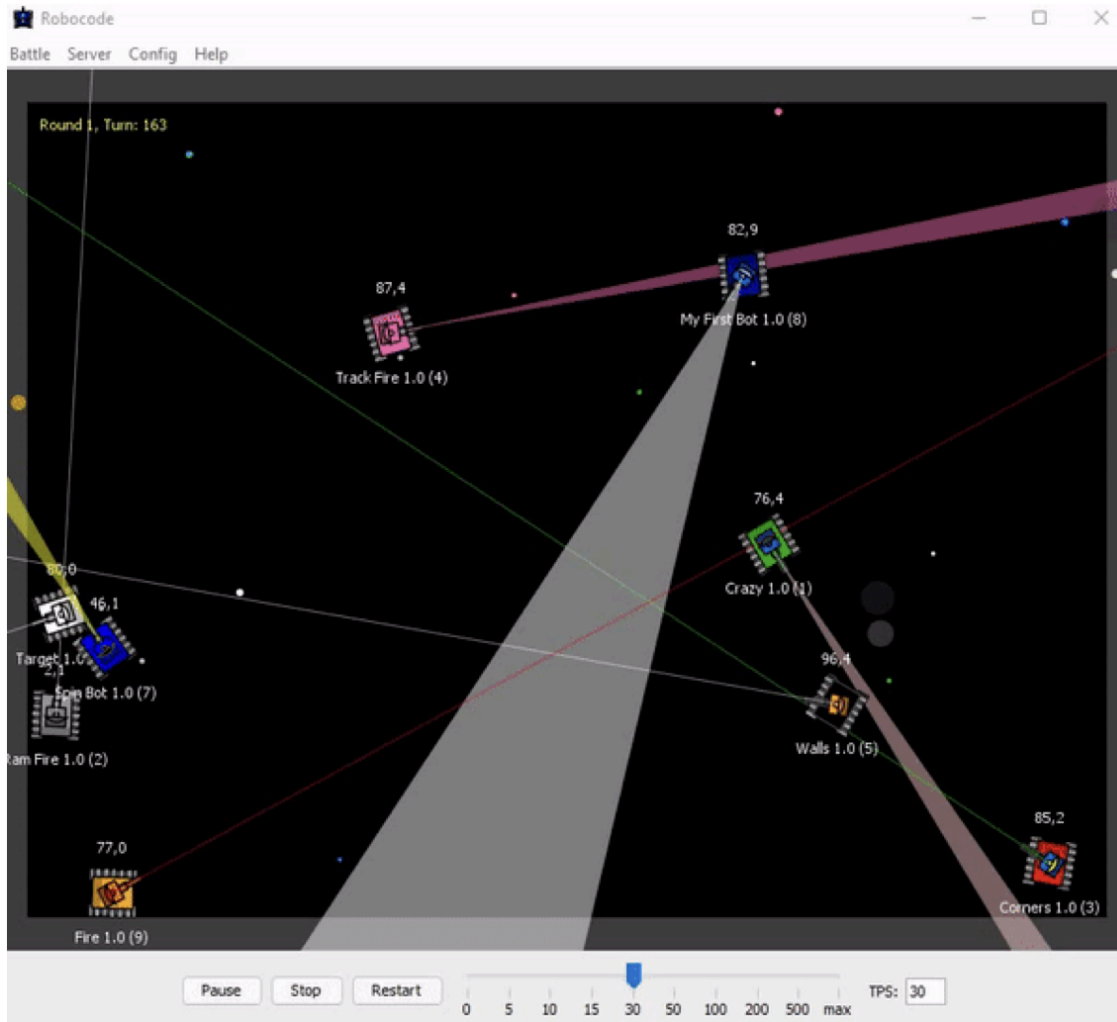 Robocode
Battle Server Config Help
Round 1, Turn: 163
82,9
87,4
My First Bot 1.0 (8)
Track Fire 1.0 (4)
76,4
Crazy 1.0 (1)
80,0
46,1
Target 1.0
96,4
2,1
Spin Bot 1.0 (7)
Walls 1.0 (5)
Ram Fire 1.0 (2)
85,2
77,0
Corners 1.0 (3)
Fire 1.0 (9)
Pause Stop Restart
0 5 10 15 30 50 100 200 500 max
TPS: 30